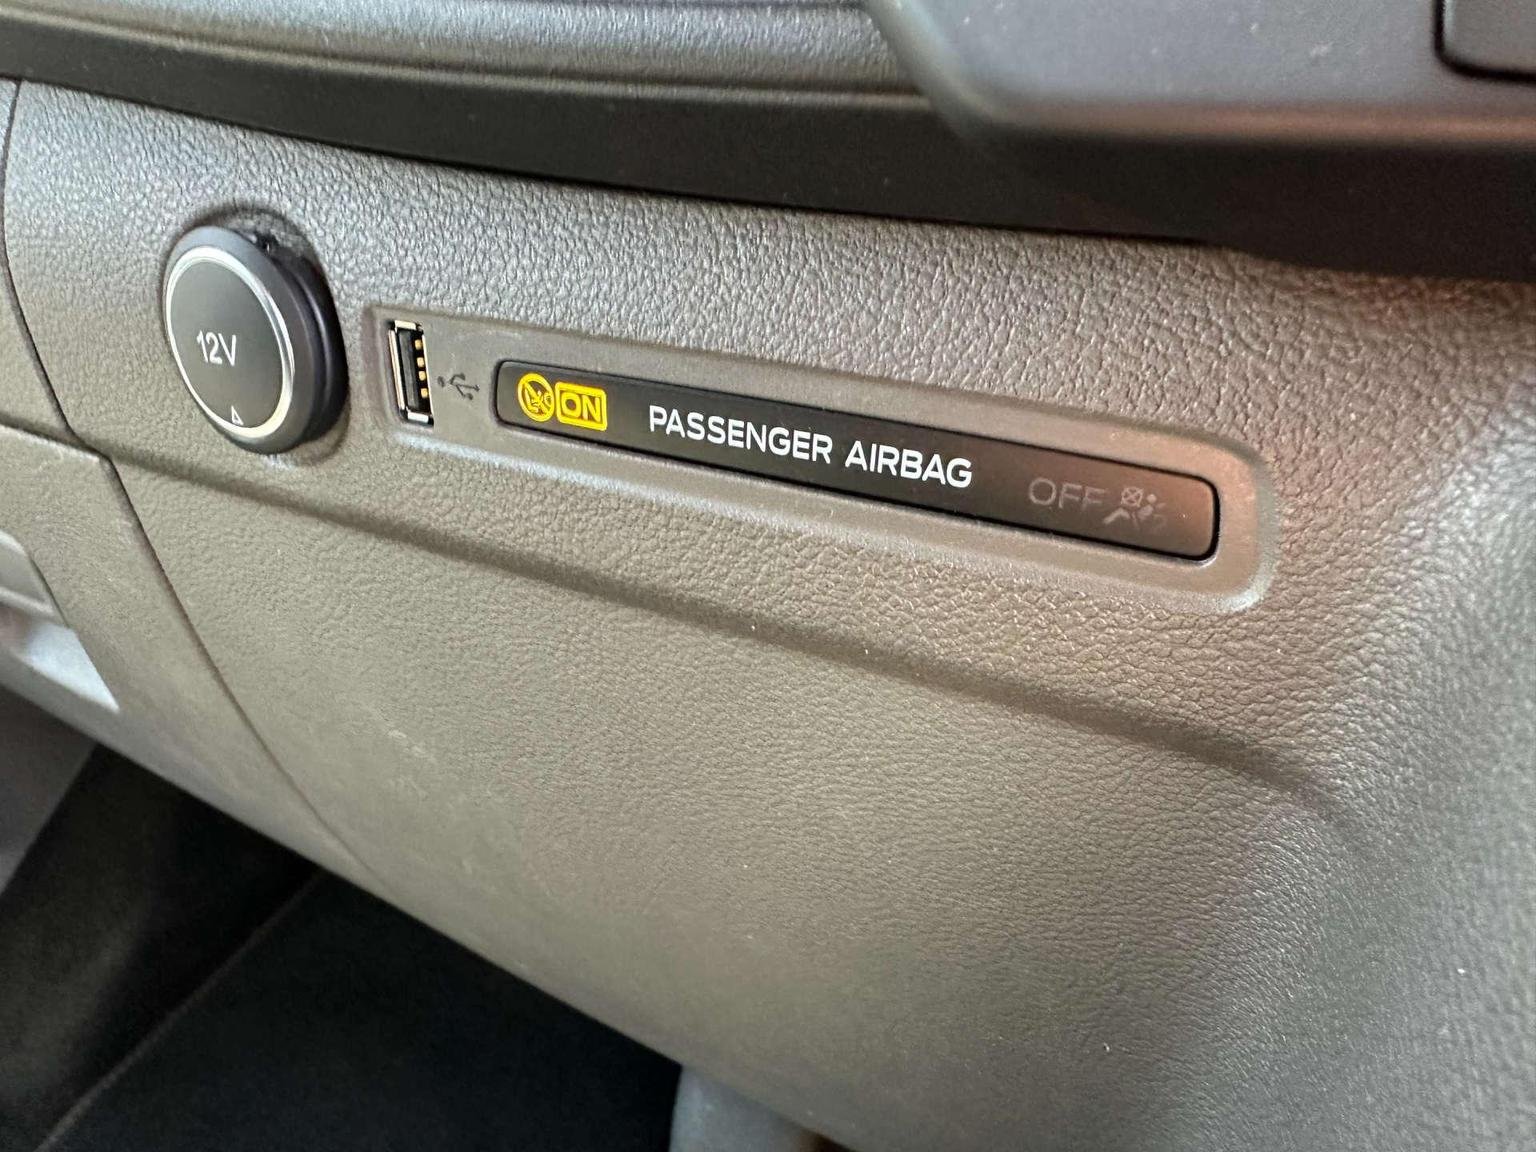 12V
ON PASSENGER AIRBAG OFF